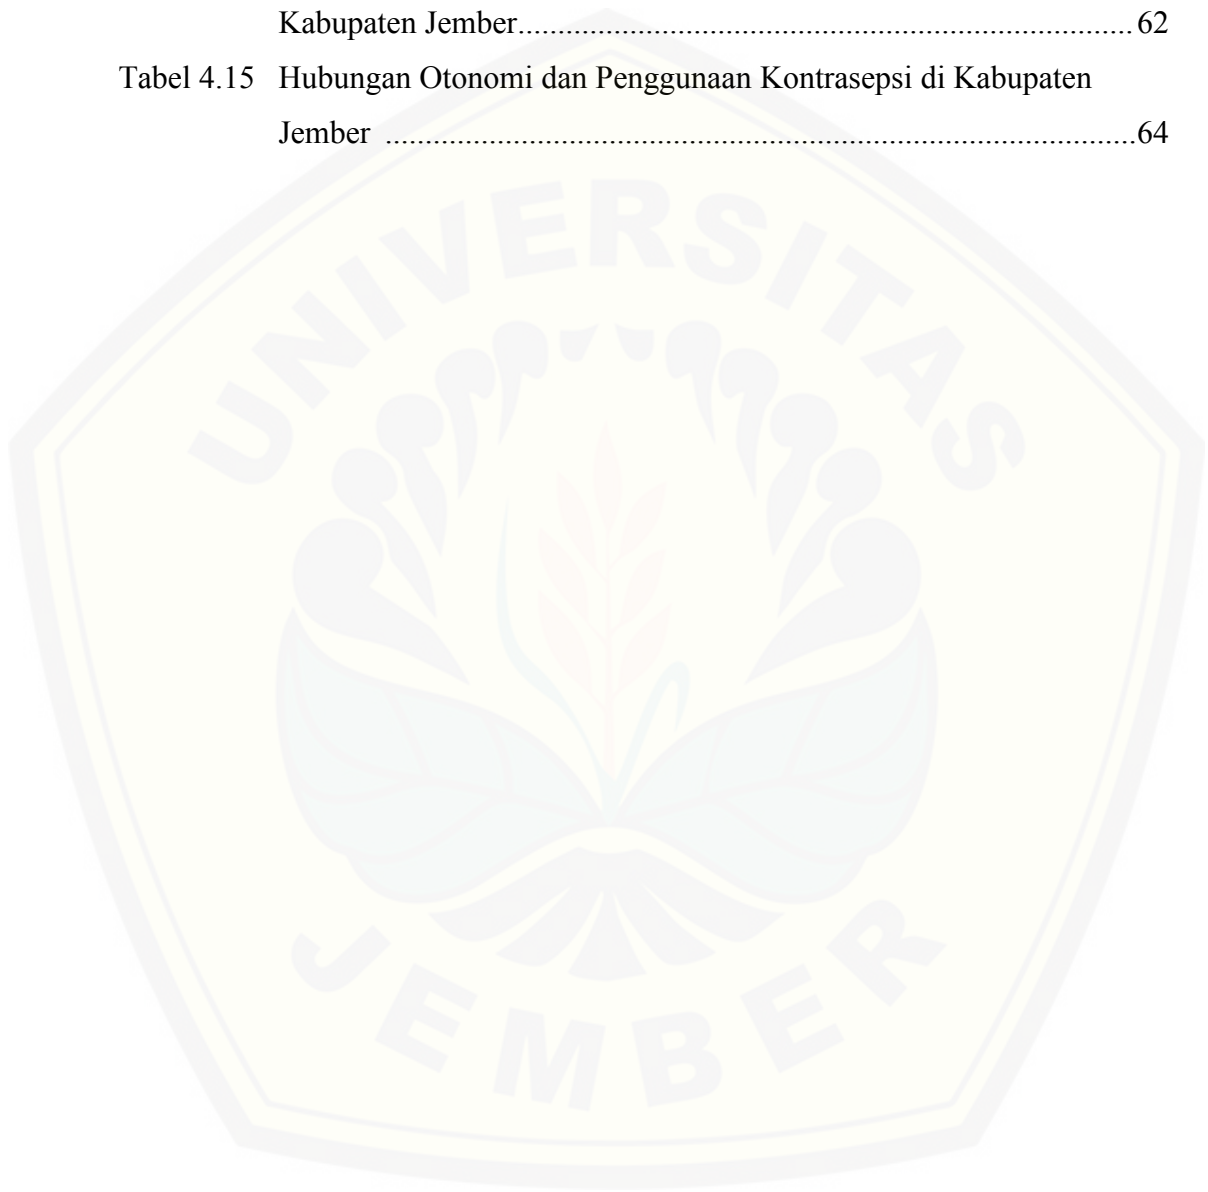 Kabupaten Jember............................................................................. 62
Tabel 4.15 Hubungan Otonomi dan Penggunaan Kontrasepsi di Kabupaten
Jember ..............................................................................................64
UNIVERSITAS
JEMBER